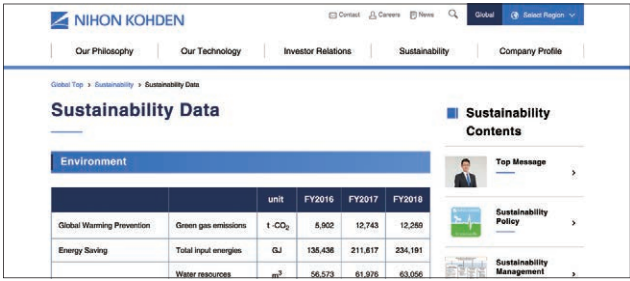 NIHON KOHDEN
Contact Careers News Global Select Region
Our Philosophy Our Technology Investor Relations Sustainability Company Profile
Global Top > Sustainability > Sustainability Data
Sustainability Data
Environment
unit FY2016 FY2017 FY2018
Global Warming Prevention Green gas emissions t -CO₂ 5,902 12,743 12,259
Energy Saving Total input energies GJ 135,436 211,617 234,191
Water resources m³ 56,573 61,976 63,056
Sustainability
Contents
Top Message >
Sustainability
Policy >
Sustainability
Management >